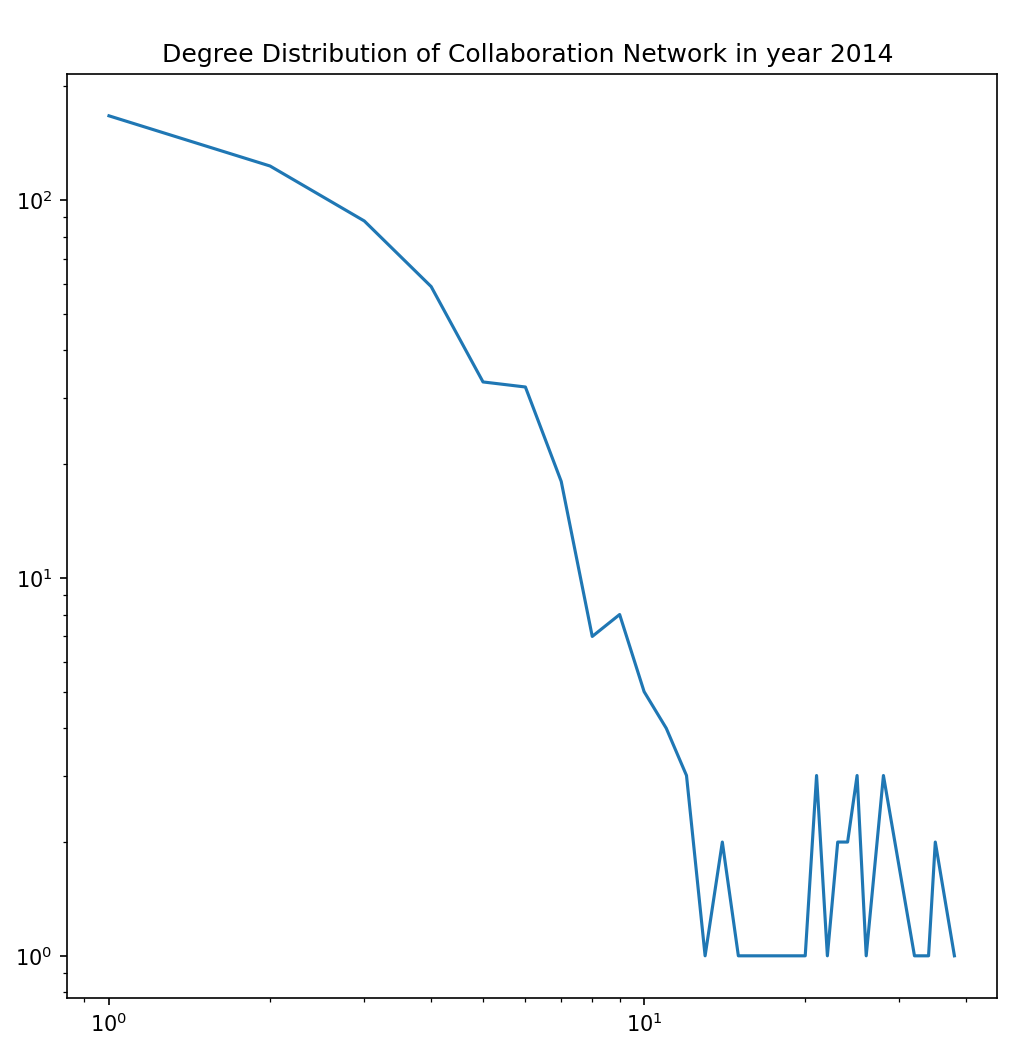 Degree Distribution of Collaboration Network in year 2014
10²
10¹
10⁰
10⁰ 10¹